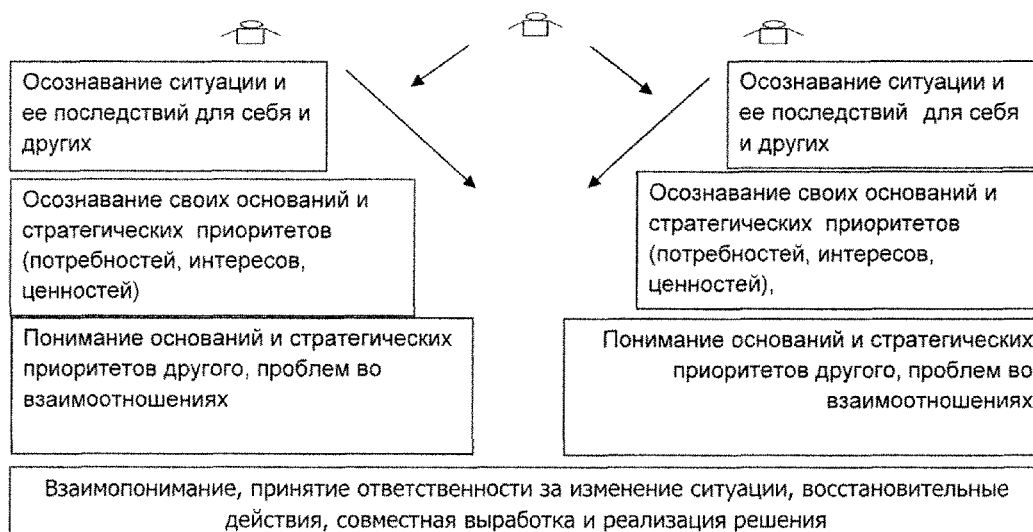 Осознавание ситуации и
ее последствий для себя и
других
Осознавание своих оснований и
стратегических приоритетов
(потребностей, интересов,
ценностей)
Понимание оснований и стратегических
приоритетов другого, проблем во
взаимоотношениях
Осознавание ситуации и
ее последствий для себя
и других
Осознавание своих оснований и
стратегических приоритетов
(потребностей, интересов,
ценностей),
Понимание оснований и стратегических
приоритетов другого, проблем во
взаимоотношениях
Взаимопонимание, принятие ответственности за изменение ситуации, восстановительные
действия, совместная выработка и реализация решения